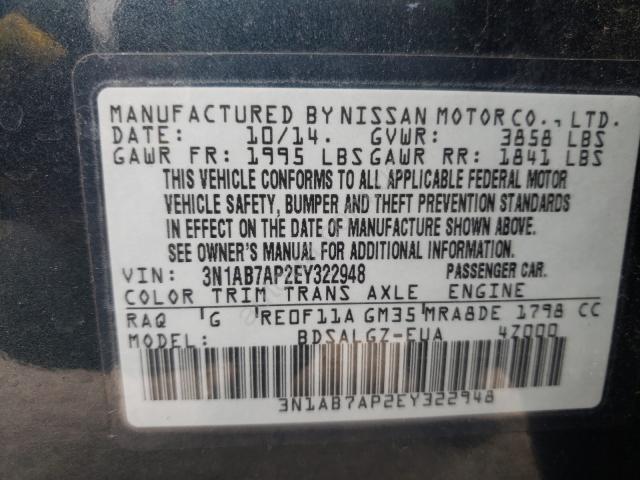 MANUFACTURED BY NISSAN MOTOR CO., LTD.
DATE: 10/14. GVWR: 3858 LBS
GAWR FR: 1995 LBS GAWR RR: 1841 LBS
THIS VEHICLE CONFORMS TO ALL APPLICABLE FEDERAL MOTOR
VEHICLE SAFETY, BUMPER AND THEFT PREVENTION STANDARDS
IN EFFECT ON THE DATE OF MANUFACTURE SHOWN ABOVE.
SEE OWNER'S MANUAL FOR ADDITIONAL INFORMATION.
VIN: 3N1AB7AP2EY322948 PASSENGER CAR.
COLOR TRIM TRANS AXLE ENGINE
RAQ G RE0F11A GM35 MRA8DE 1798 CC
MODEL: BDSALGZ-EUA 4Z000
3N1AB7AP2EY322948